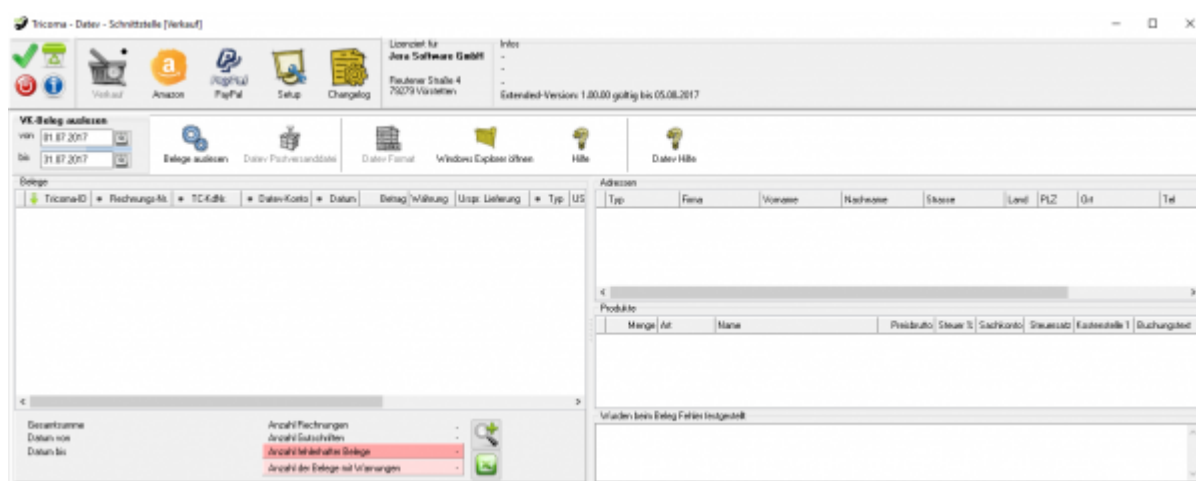 Tricoma - Datev - Schnittstelle [Verkauf]
Verkauf
Amazon
PayPal
Setup
Changelog
Lizenziert für
Jera Software GmbH
Reutener Straße 4
79279 Vörstetten
Infos
-
-
-
Extended-Version: 1.00.00 gültig bis 05.08.2017
VK-Beleg auslesen
von 01.07.2017
bis 31.07.2017
Belege auslesen
Datev Postversanddatei
Datev Format
Windows Explorer öffnen
Hilfe
Datev Hilfe
Belege
Tricoma-ID Rechnungs-Nr. TC-KdNr. Datev-Konto Datum Betrag Währung Urspr. Lieferung Typ US
Adressen
Typ Firma Vorname Nachname Strasse Land PLZ Ort Tel
Produkte
Menge Art Name Preisbrutto Steuer % Sachkonto Steuersatz Kostenstelle 1 Buchungstext
Gesamtsumme
Datum von
Datum bis
Anzahl Rechnungen -
Anzahl Gutschriften -
Anzahl fehlerhafter Belege -
Anzahl der Belege mit Warnungen -
Wurden beim Beleg Fehler festgestellt